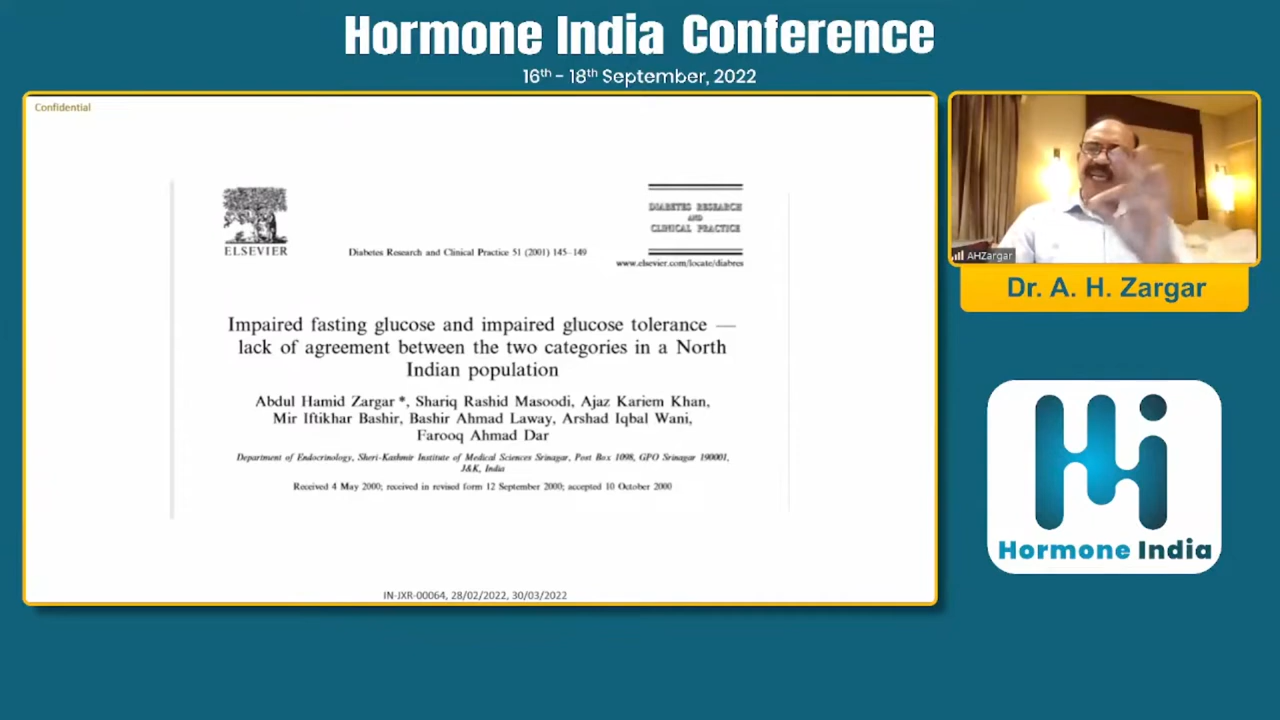 Hormone India Conference
16th - 18th September, 2022
Confidential
ELSEVIER
Diabetes Research and Clinical Practice 51 (2001) 145–149
DIABETES RESEARCH
AND
CLINICAL PRACTICE
www.elsevier.com/locate/diabres
Impaired fasting glucose and impaired glucose tolerance —
lack of agreement between the two categories in a North
Indian population
Abdul Hamid Zargar *, Shariq Rashid Masoodi, Ajaz Kariem Khan,
Mir Iftikhar Bashir, Bashir Ahmad Laway, Arshad Iqbal Wani,
Farooq Ahmad Dar
Department of Endocrinology, Sheri-Kashmir Institute of Medical Sciences Srinagar, Post Box 1098, GPO Srinagar 190001,
J&K, India
Received 4 May 2000; received in revised form 12 September 2000; accepted 10 October 2000
IN-JXR-00064, 28/02/2022, 30/03/2022
AHZargar
Dr. A. H. Zargar
Hormone India